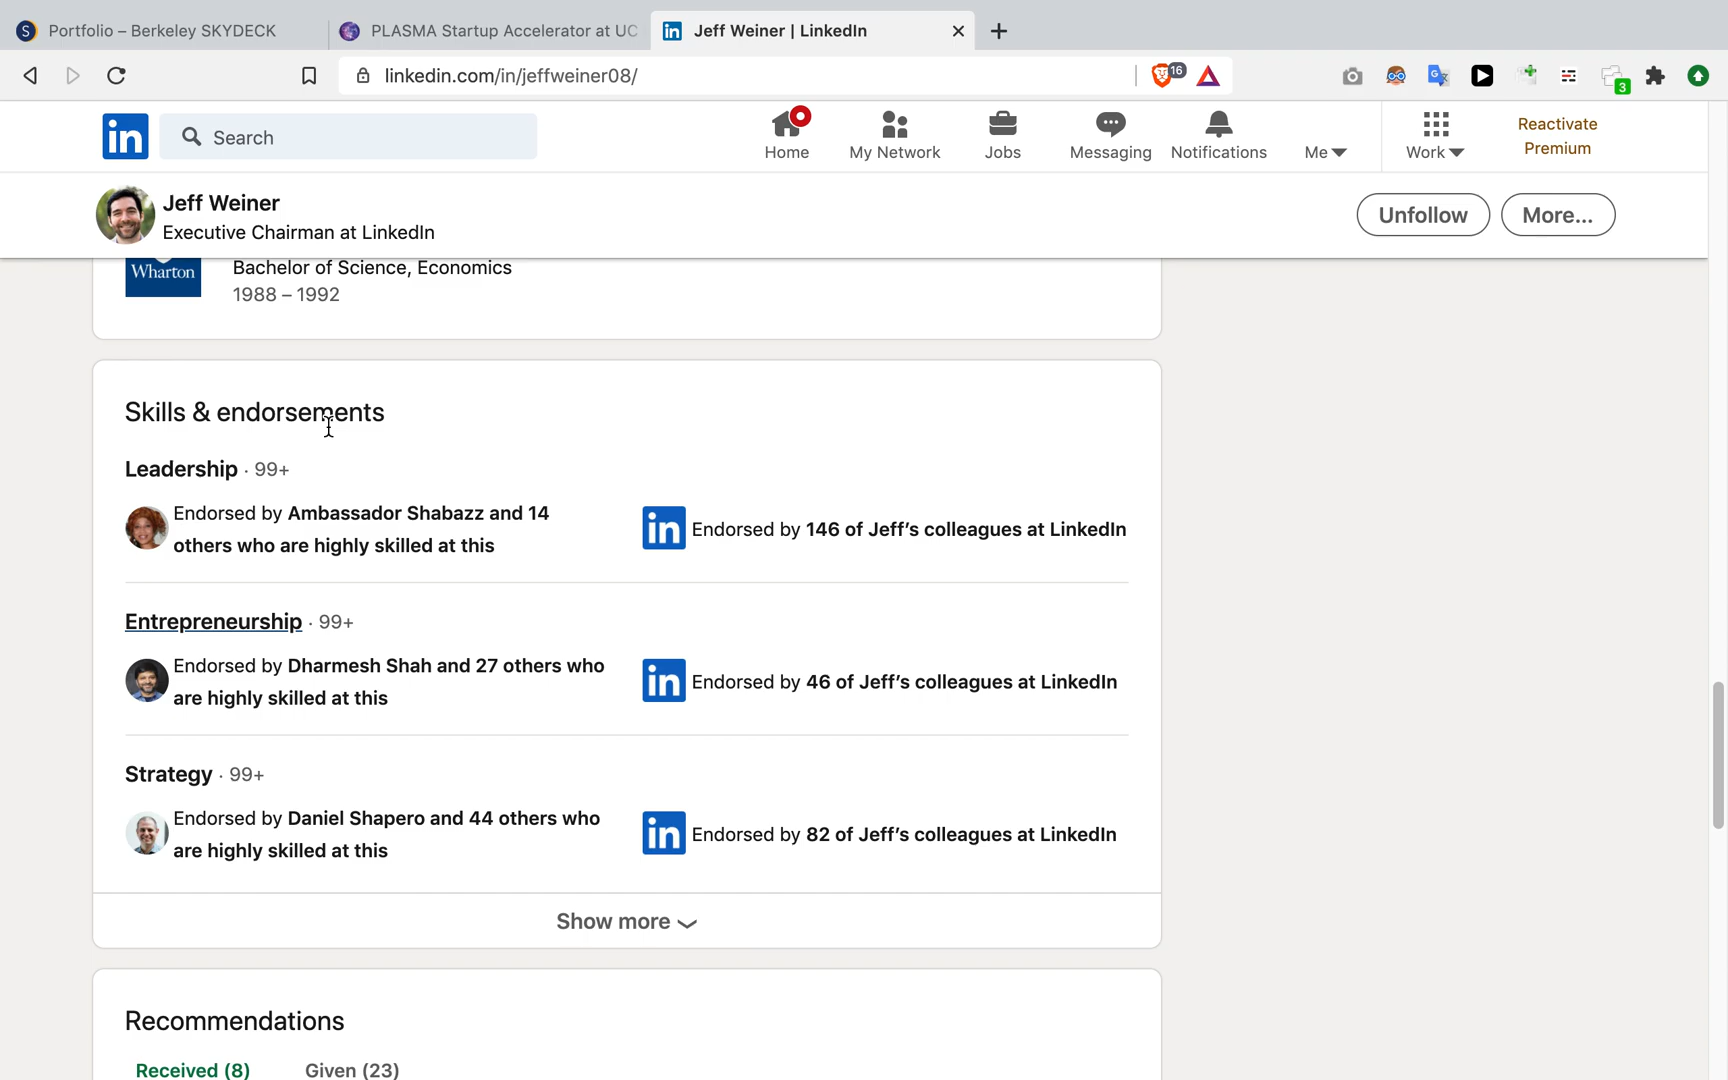 Portfolio – Berkeley SKYDECK
PLASMA Startup Accelerator at UC
Jeff Weiner | LinkedIn
linkedin.com/in/jeffweiner08/
16
3
in
Search
Home
My Network
Jobs
Messaging
Notifications
Me
Work
Reactivate
Premium
Jeff Weiner
Executive Chairman at LinkedIn
Unfollow
More...
Wharton
Bachelor of Science, Economics
1988 – 1992
Skills & endorsements
Leadership · 99+
Endorsed by Ambassador Shabazz and 14
others who are highly skilled at this
in
Endorsed by 146 of Jeff's colleagues at LinkedIn
Entrepreneurship · 99+
Endorsed by Dharmesh Shah and 27 others who
are highly skilled at this
in
Endorsed by 46 of Jeff's colleagues at LinkedIn
Strategy · 99+
Endorsed by Daniel Shapero and 44 others who
are highly skilled at this
in
Endorsed by 82 of Jeff's colleagues at LinkedIn
Show more
Recommendations
Received (8)
Given (23)